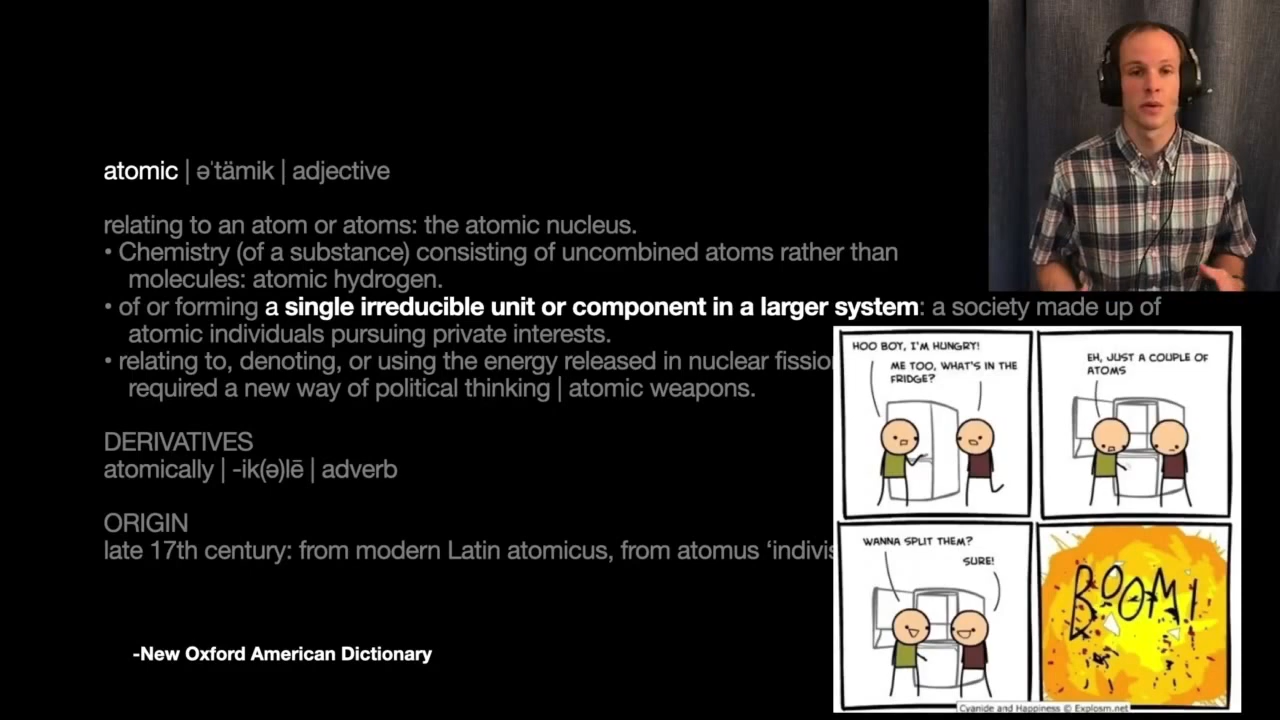 atomic | ə'tämik | adjective
relating to an atom or atoms: the atomic nucleus.
• Chemistry (of a substance) consisting of uncombined atoms rather than
molecules: atomic hydrogen.
• of or forming a single irreducible unit or component in a larger system: a society made up of
atomic individuals pursuing private interests.
• relating to, denoting, or using the energy released in nuclear fission
required a new way of political thinking | atomic weapons.
DERIVATIVES
atomically | -ik(ə)lē | adverb
ORIGIN
late 17th century: from modern Latin atomicus, from atomus ‘indivis
-New Oxford American Dictionary
HOO BOY, I'M HUNGRY!
ME TOO, WHAT'S IN THE
FRIDGE?
EH, JUST A COUPLE OF
ATOMS
WANNA SPLIT THEM?
SURE!
BOOM!
Cyanide and Happiness © Explosm.net